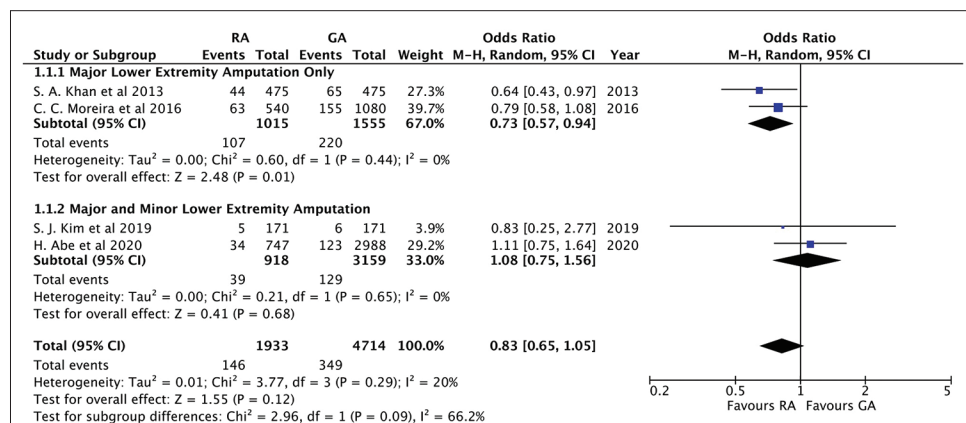 RA GA Odds Ratio Odds Ratio
Study or Subgroup Events Total Events Total Weight M-H, Random, 95% CI Year M-H, Random, 95% CI
1.1.1 Major Lower Extremity Amputation Only
S. A. Khan et al 2013 44 475 65 475 27.3% 0.64 [0.43, 0.97] 2013
C. C. Moreira et al 2016 63 540 155 1080 39.7% 0.79 [0.58, 1.08] 2016
Subtotal (95% CI) 1015 1555 67.0% 0.73 [0.57, 0.94]
Total events 107 220
Heterogeneity: Tau² = 0.00; Chi² = 0.60, df = 1 (P = 0.44); I² = 0%
Test for overall effect: Z = 2.48 (P = 0.01)
1.1.2 Major and Minor Lower Extremity Amputation
S. J. Kim et al 2019 5 171 6 171 3.9% 0.83 [0.25, 2.77] 2019
H. Abe et al 2020 34 747 123 2988 29.2% 1.11 [0.75, 1.64] 2020
Subtotal (95% CI) 918 3159 33.0% 1.08 [0.75, 1.56]
Total events 39 129
Heterogeneity: Tau² = 0.00; Chi² = 0.21, df = 1 (P = 0.65); I² = 0%
Test for overall effect: Z = 0.41 (P = 0.68)
Total (95% CI) 1933 4714 100.0% 0.83 [0.65, 1.05]
Total events 146 349
Heterogeneity: Tau² = 0.01; Chi² = 3.77, df = 3 (P = 0.29); I² = 20%
Test for overall effect: Z = 1.55 (P = 0.12)
Test for subgroup differences: Chi² = 2.96, df = 1 (P = 0.09), I² = 66.2%
0.2 0.5 1 2 5
Favours RA Favours GA